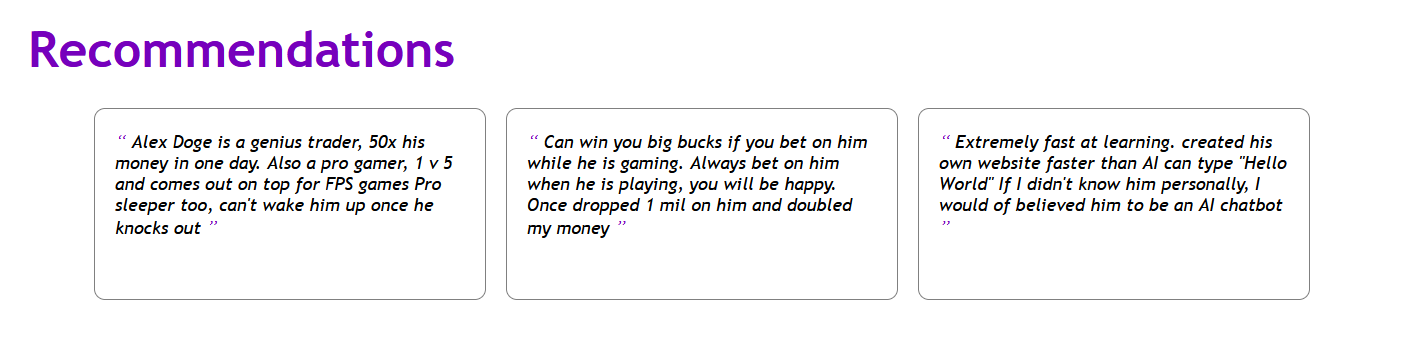 Recommendations
“ Alex Doge is a genius trader, 50x his
money in one day. Also a pro gamer, 1 v 5
and comes out on top for FPS games Pro
sleeper too, can't wake him up once he
knocks out ”
“ Can win you big bucks if you bet on him
while he is gaming. Always bet on him
when he is playing, you will be happy.
Once dropped 1 mil on him and doubled
my money ”
“ Extremely fast at learning. created his
own website faster than AI can type "Hello
World" If I didn't know him personally, I
would of believed him to be an AI chatbot
”